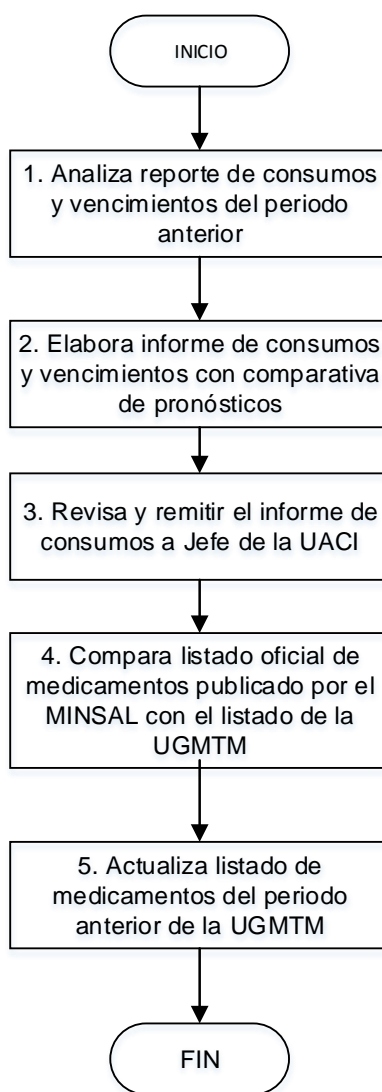 INICIO
1. Analiza reporte de consumos
y vencimientos del periodo
anterior
2. Elabora informe de consumos
y vencimientos con comparativa
de pronósticos
3. Revisa y remitir el informe de
consumos a Jefe de la UACI
4. Compara listado oficial de
medicamentos publicado por el
MINSAL con el listado de la
UGMTM
5. Actualiza listado de
medicamentos del periodo
anterior de la UGMTM
FIN